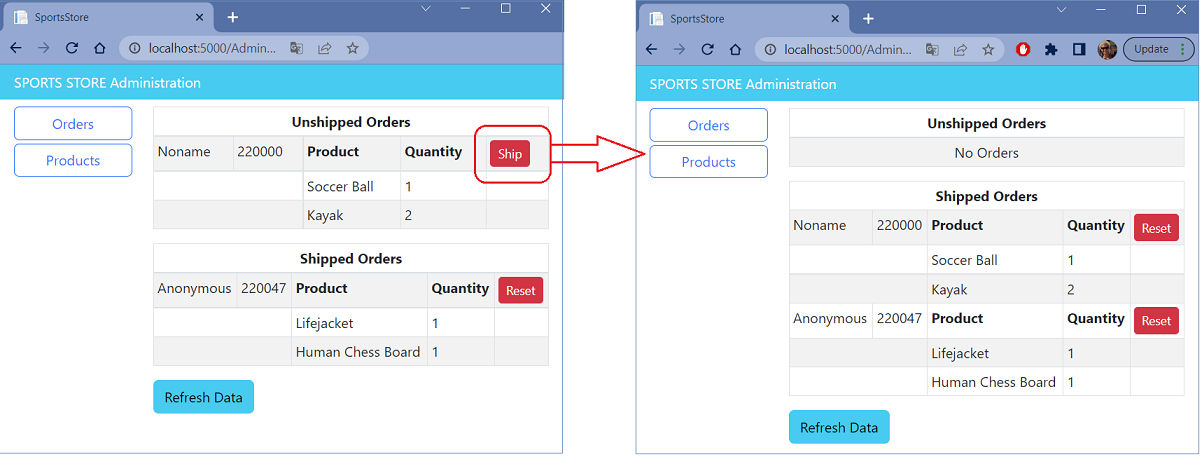 SportsStore
localhost:5000/Admin...
SPORTS STORE Administration
Orders
Products
Unshipped Orders
Noname 220000 Product Quantity Ship
Soccer Ball 1
Kayak 2
Shipped Orders
Anonymous 220047 Product Quantity Reset
Lifejacket 1
Human Chess Board 1
Refresh Data
SportsStore
localhost:5000/Admin...
Update
SPORTS STORE Administration
Orders
Products
Unshipped Orders
No Orders
Shipped Orders
Noname 220000 Product Quantity Reset
Soccer Ball 1
Kayak 2
Anonymous 220047 Product Quantity Reset
Lifejacket 1
Human Chess Board 1
Refresh Data